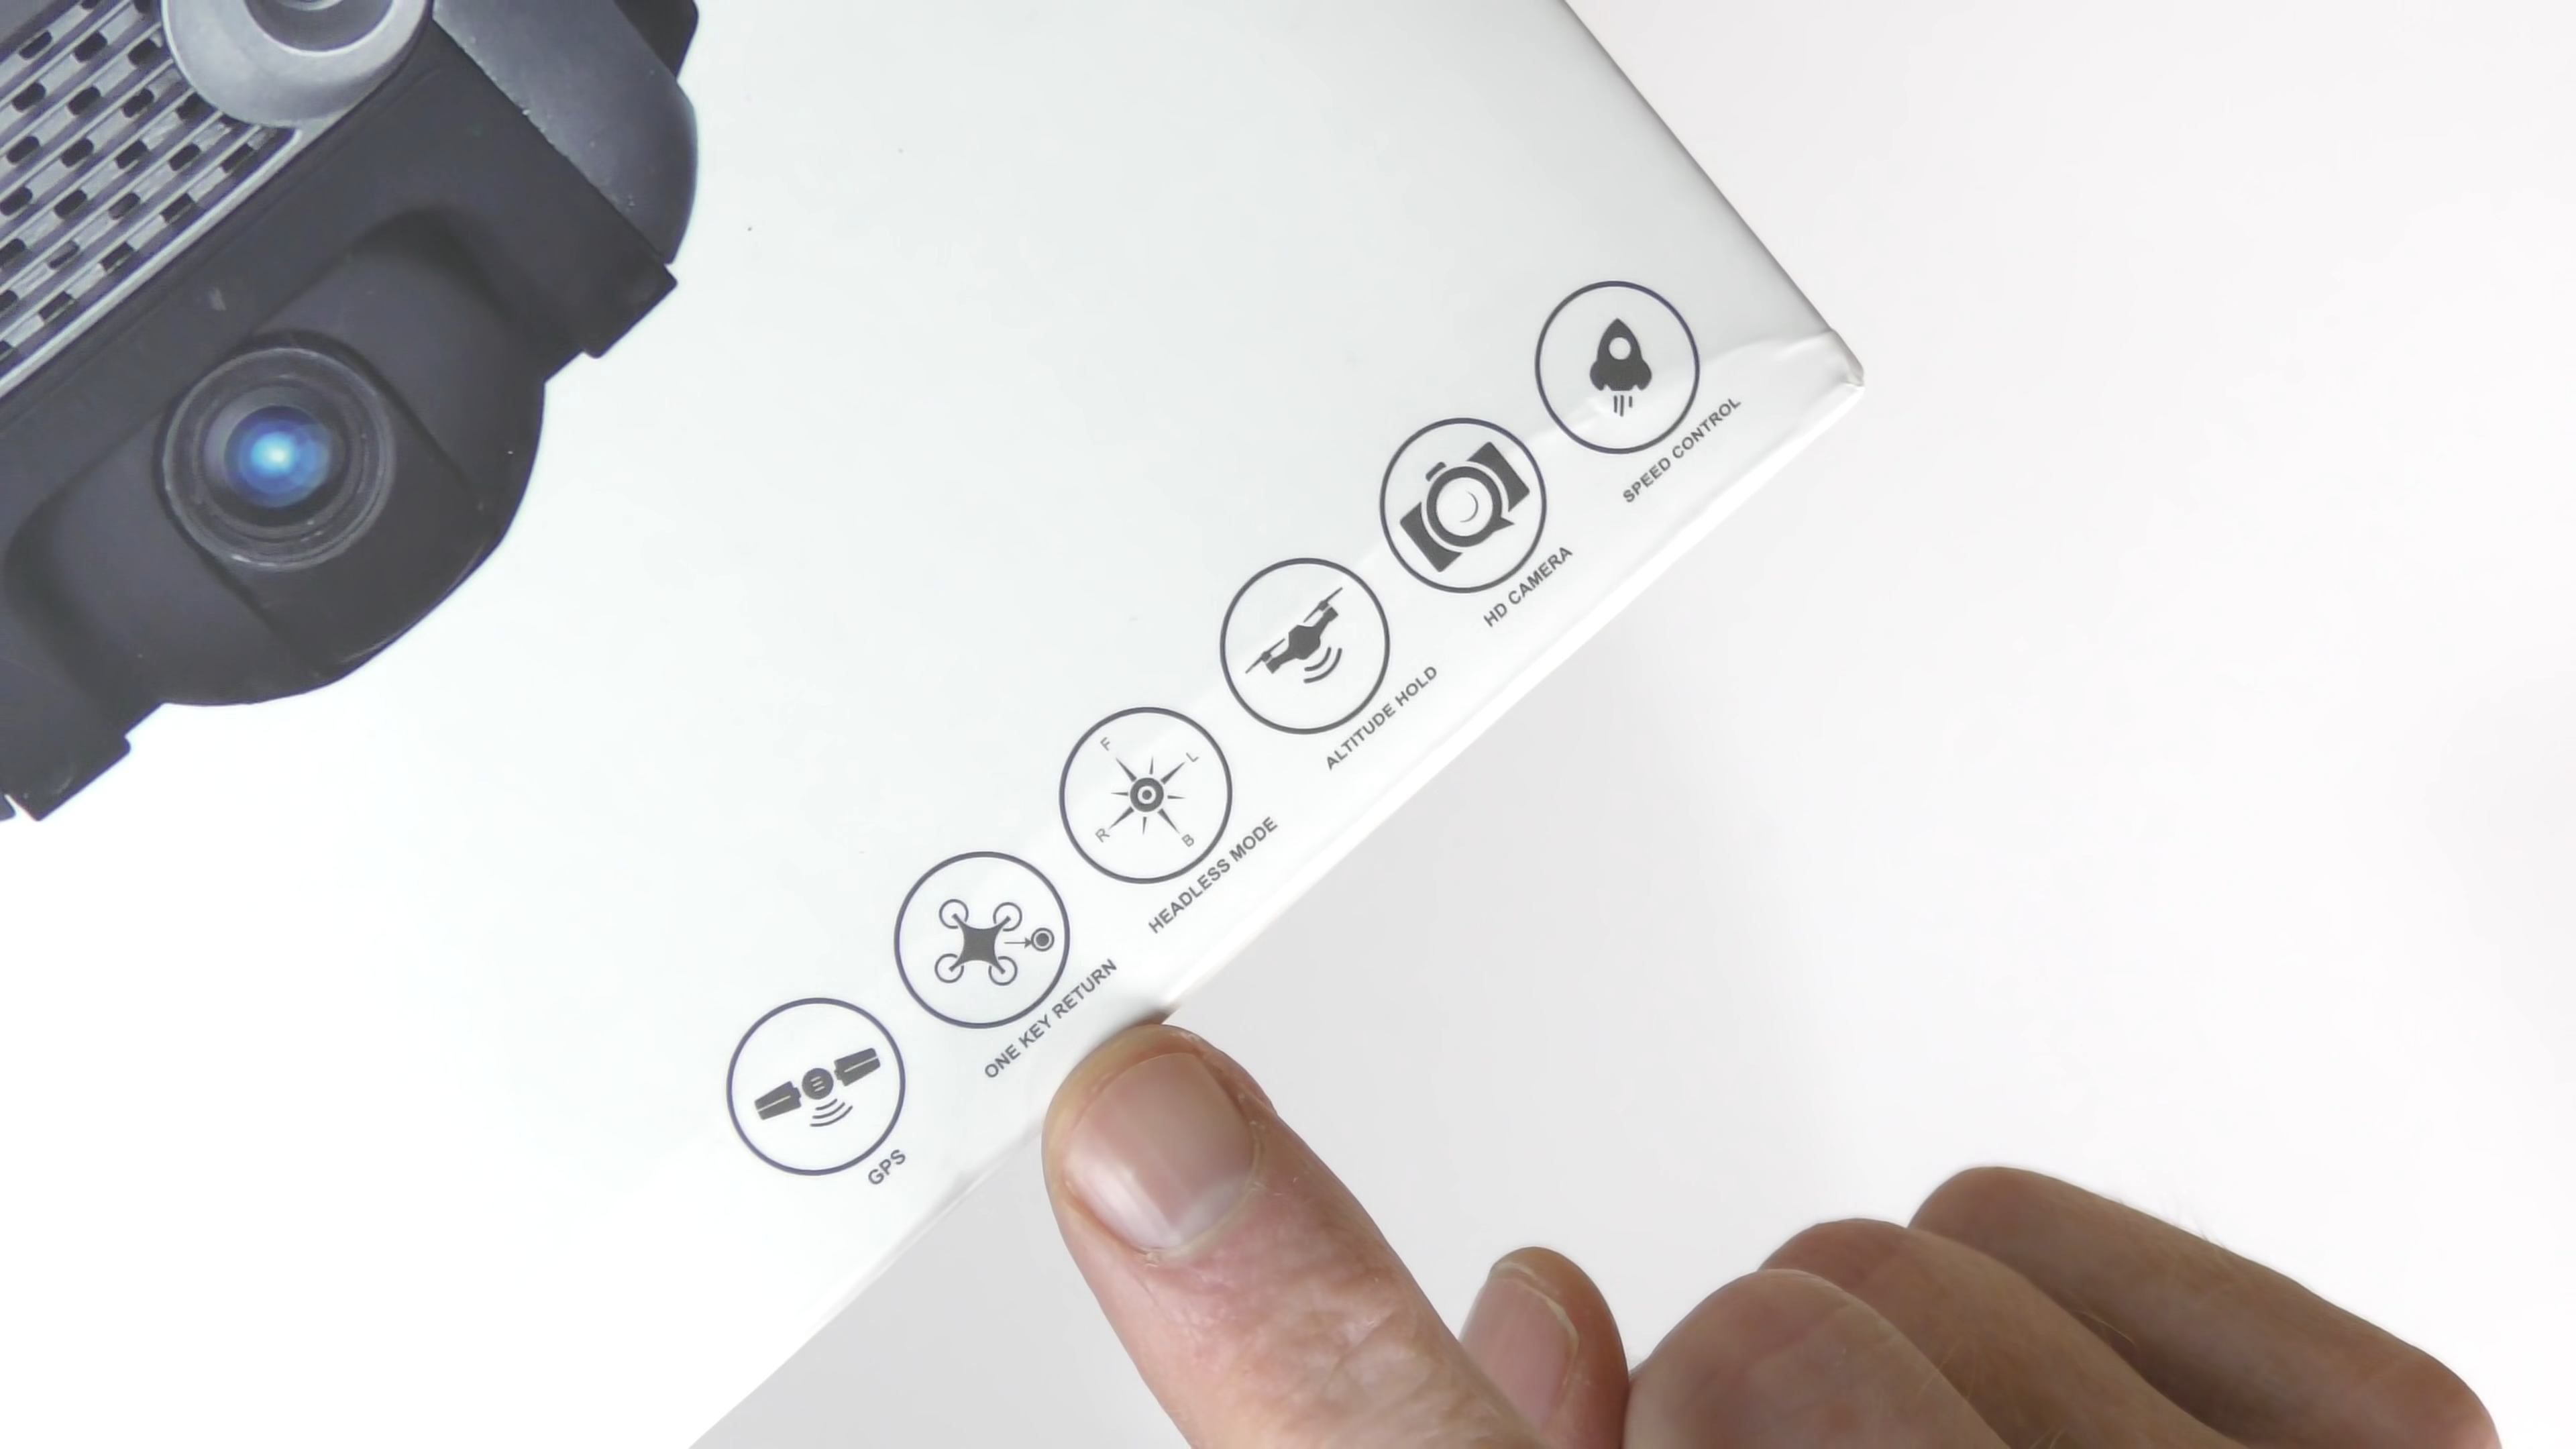 GPS
ONE KEY RETURN
F
L
R
B
HEADLESS MODE
ALTITUDE HOLD
HD CAMERA
SPEED CONTROL